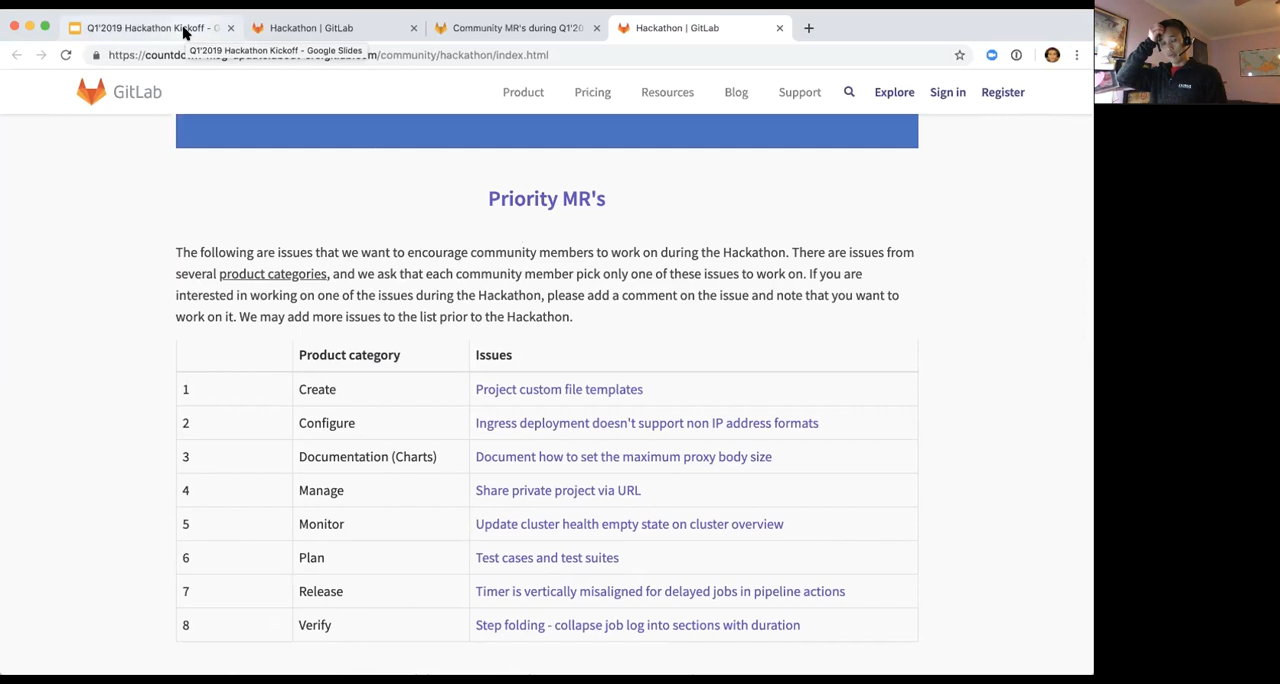 Q1'2019 Hackathon Kickoff - G
Hackathon | GitLab
Community MR's during Q1'20
Hackathon | GitLab
Q1'2019 Hackathon Kickoff - Google Slides
/community/hackathon/index.html
GitLab
Product
Pricing
Resources
Blog
Support
Explore
Sign in
Register
Priority MR's
The following are issues that we want to encourage community members to work on during the Hackathon. There are issues from
several product categories, and we ask that each community member pick only one of these issues to work on. If you are
interested in working on one of the issues during the Hackathon, please add a comment on the issue and note that you want to
work on it. We may add more issues to the list prior to the Hackathon.
Product category Issues
1 Create Project custom file templates
2 Configure Ingress deployment doesn't support non IP address formats
3 Documentation (Charts) Document how to set the maximum proxy body size
4 Manage Share private project via URL
5 Monitor Update cluster health empty state on cluster overview
6 Plan Test cases and test suites
7 Release Timer is vertically misaligned for delayed jobs in pipeline actions
8 Verify Step folding - collapse job log into sections with duration